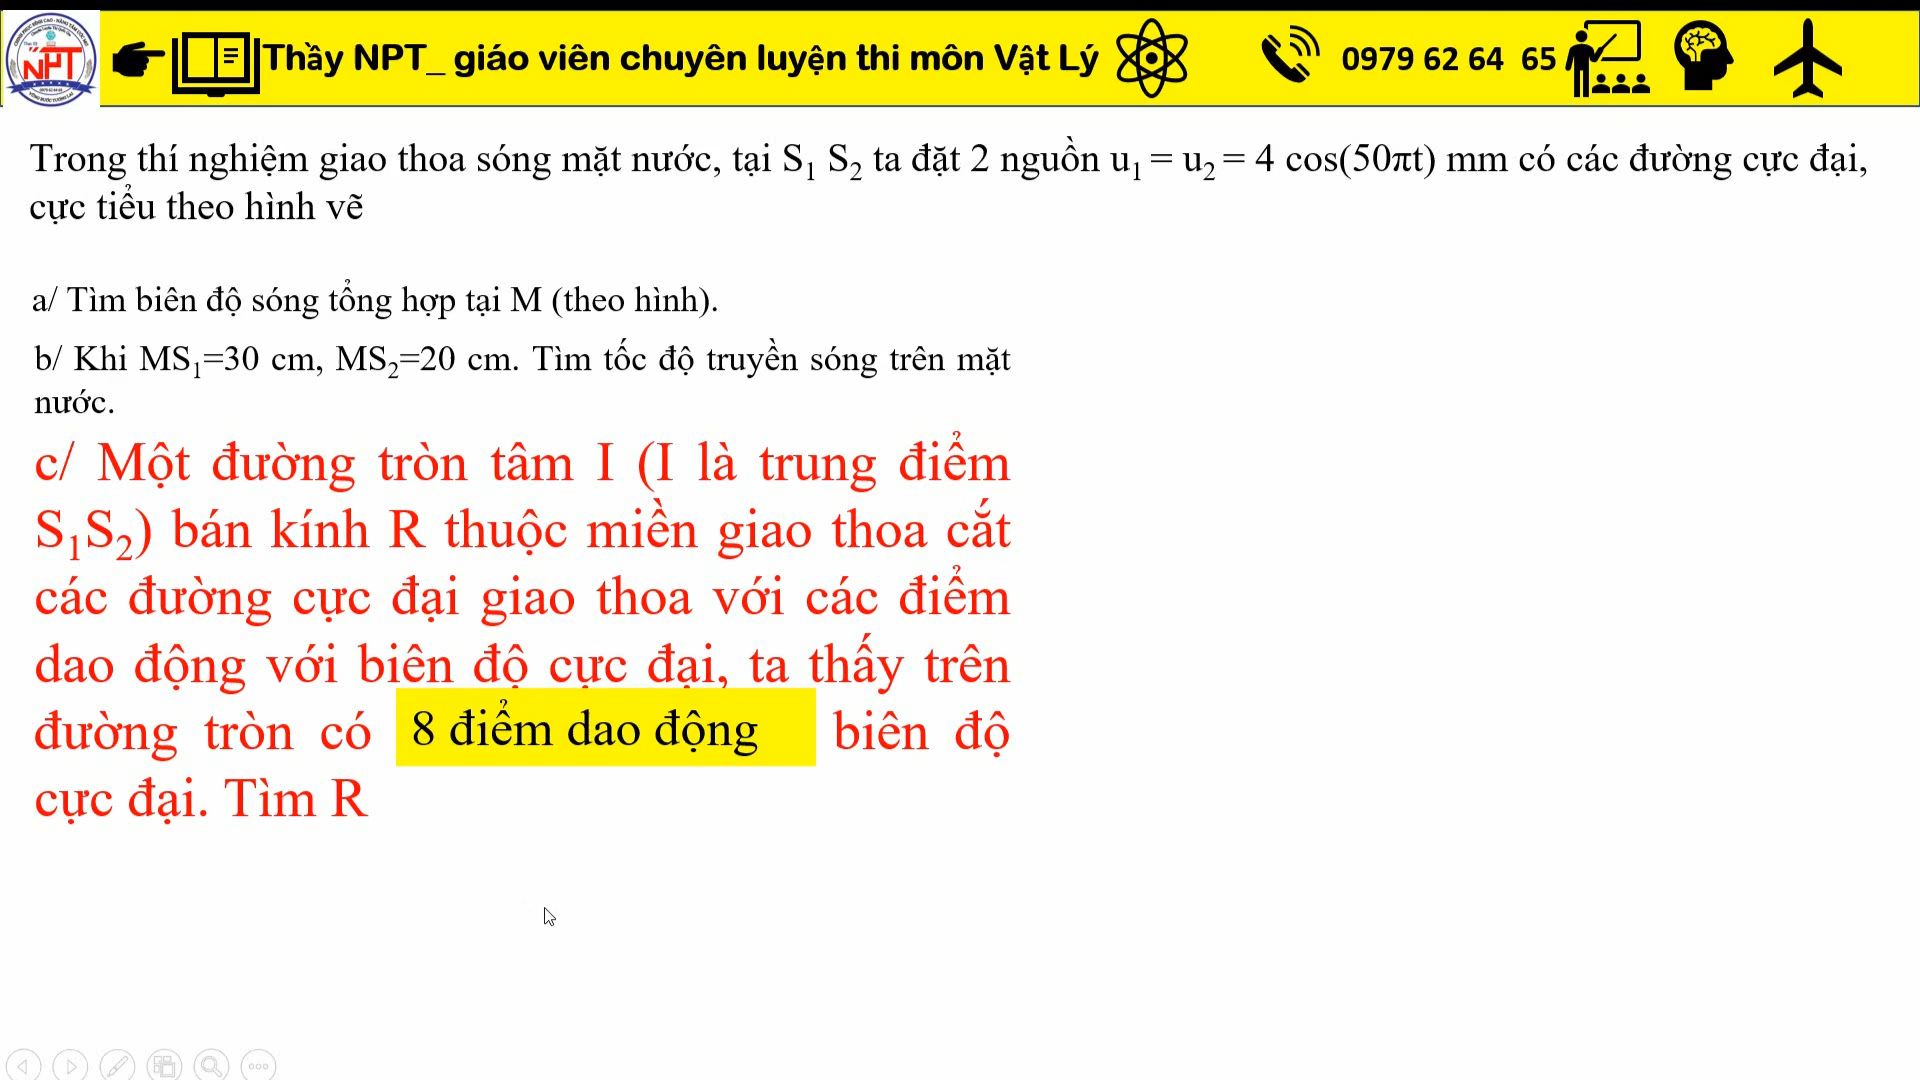 NPT
Thầy NPT_ giáo viên chuyên luyện thi môn Vật Lý
0979 62 64 65
Trong thí nghiệm giao thoa sóng mặt nước, tại S₁ S₂ ta đặt 2 nguồn u₁ = u₂ = 4 cos(50πt) mm có các đường cực đại,
cực tiểu theo hình vẽ
a/ Tìm biên độ sóng tổng hợp tại M (theo hình).
b/ Khi MS₁=30 cm, MS₂=20 cm. Tìm tốc độ truyền sóng trên mặt
nước.
c/ Một đường tròn tâm I (I là trung điểm
S₁S₂) bán kính R thuộc miền giao thoa cắt
các đường cực đại giao thoa với các điểm
dao động với biên độ cực đại, ta thấy trên
đường tròn có 8 điểm dao động biên độ
cực đại. Tìm R